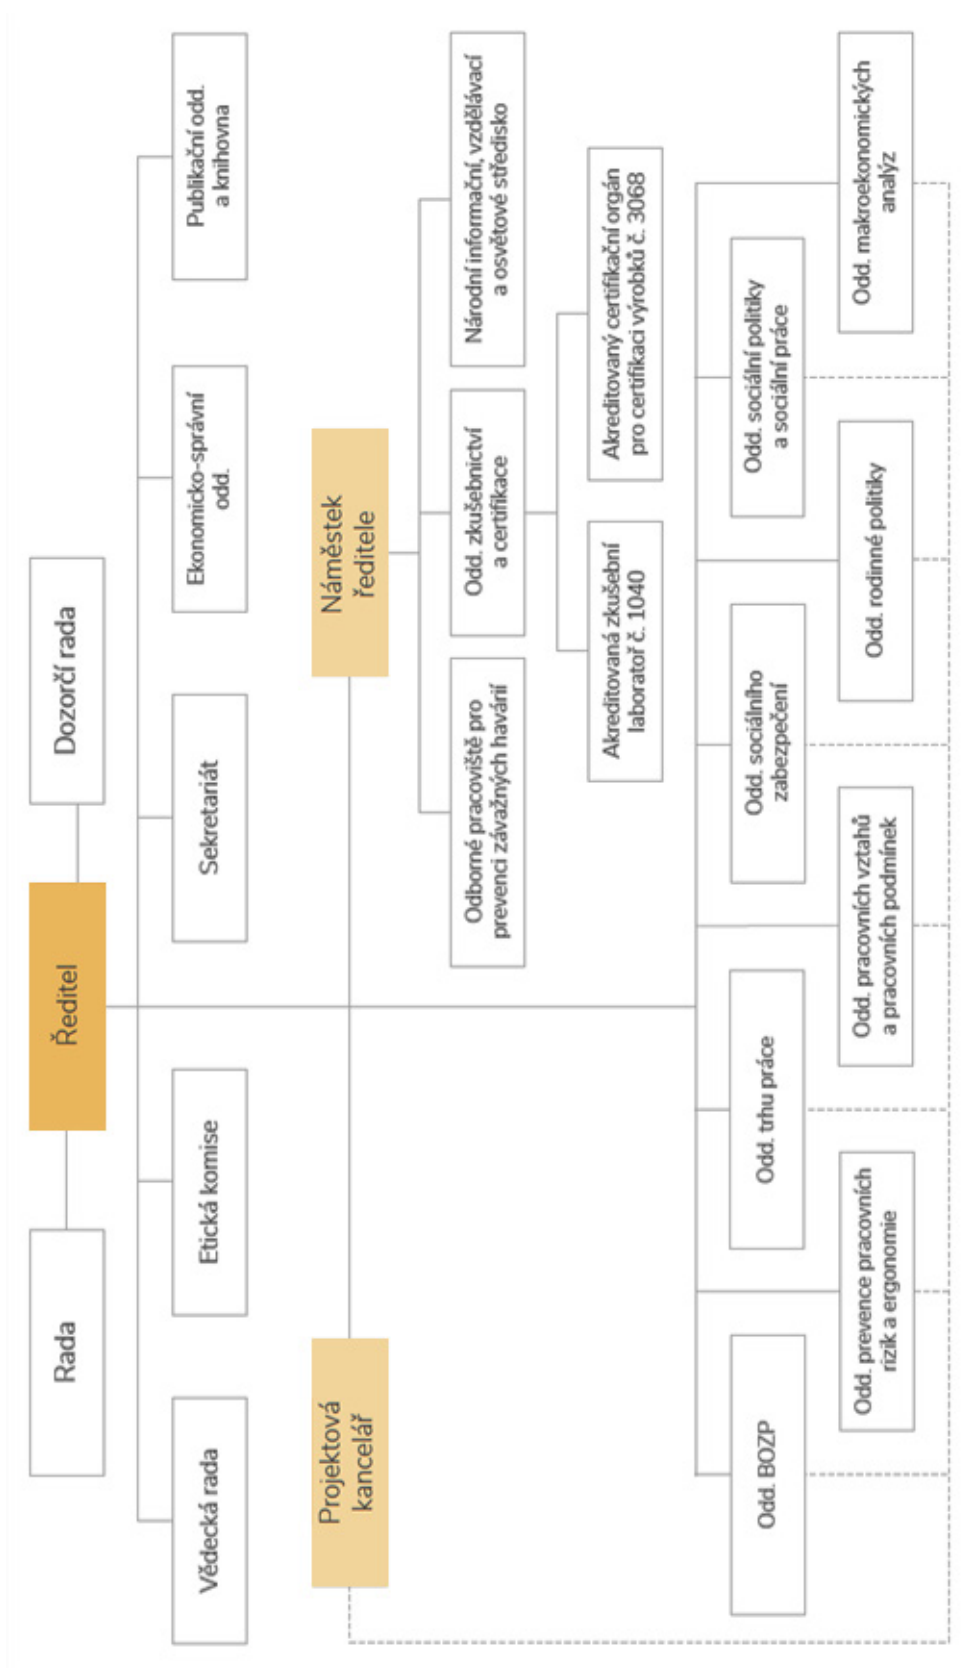 Rada
Ředitel
Dozorčí rada
Vědecká rada
Etická komise
Sekretariát
Ekonomicko-správní
odd.
Publikační odd.
a knihovna
Projektová
kancelář
Náměstek
ředitele
Odborné pracoviště pro
prevenci závažných havárií
Odd. zkušebnictví
a certifikace
Národní informační, vzdělávací
a osvětové středisko
Akreditovaná zkušební
laboratoř č. 1040
Akreditovaný certifikační orgán
pro certifikaci výrobků č. 3068
Odd. BOZP
Odd. trhu práce
Odd. sociálního
zabezpečení
Odd. sociální politiky
a sociální práce
Odd. prevence pracovních
rizik a ergonomie
Odd. pracovních vztahů
a pracovních podmínek
Odd. rodinné politiky
Odd. makroekonomických
analýz